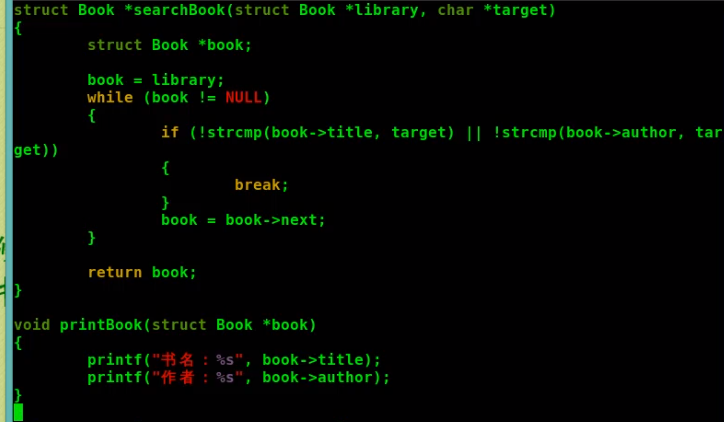 struct Book *searchBook(struct Book *library, char *target)
{
        struct Book *book;
        book = library;
        while (book != NULL)
        {
                if (!strcmp(book->title, target) || !strcmp(book->author, tar
get))
                {
                        break;
                }
                book = book->next;
        }
        return book;
}
void printBook(struct Book *book)
{
        printf("书名：%s", book->title);
        printf("作者：%s", book->author);
}